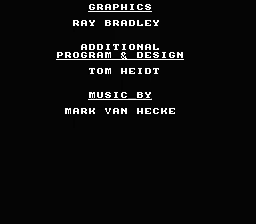 GRAPHICS
RAY BRADLEY
ADDITIONAL
PROGRAM & DESIGN
TOM HEIDT
MUSIC BY
MARK VAN HECKE